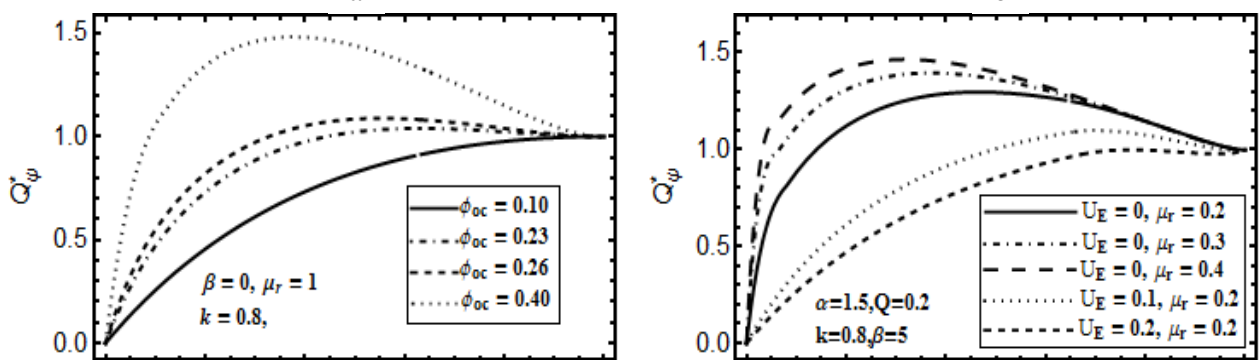 1.5
1.0
0.5
0.0
Q*ψ
ϕoc = 0.10
ϕoc = 0.23
ϕoc = 0.26
ϕoc = 0.40
β = 0, μr = 1
k = 0.8,
1.5
1.0
0.5
0.0
Q*ψ
UE = 0, μr = 0.2
UE = 0, μr = 0.3
UE = 0, μr = 0.4
UE = 0.1, μr = 0.2
UE = 0.2, μr = 0.2
α=1.5,Q=0.2
k=0.8,β=5